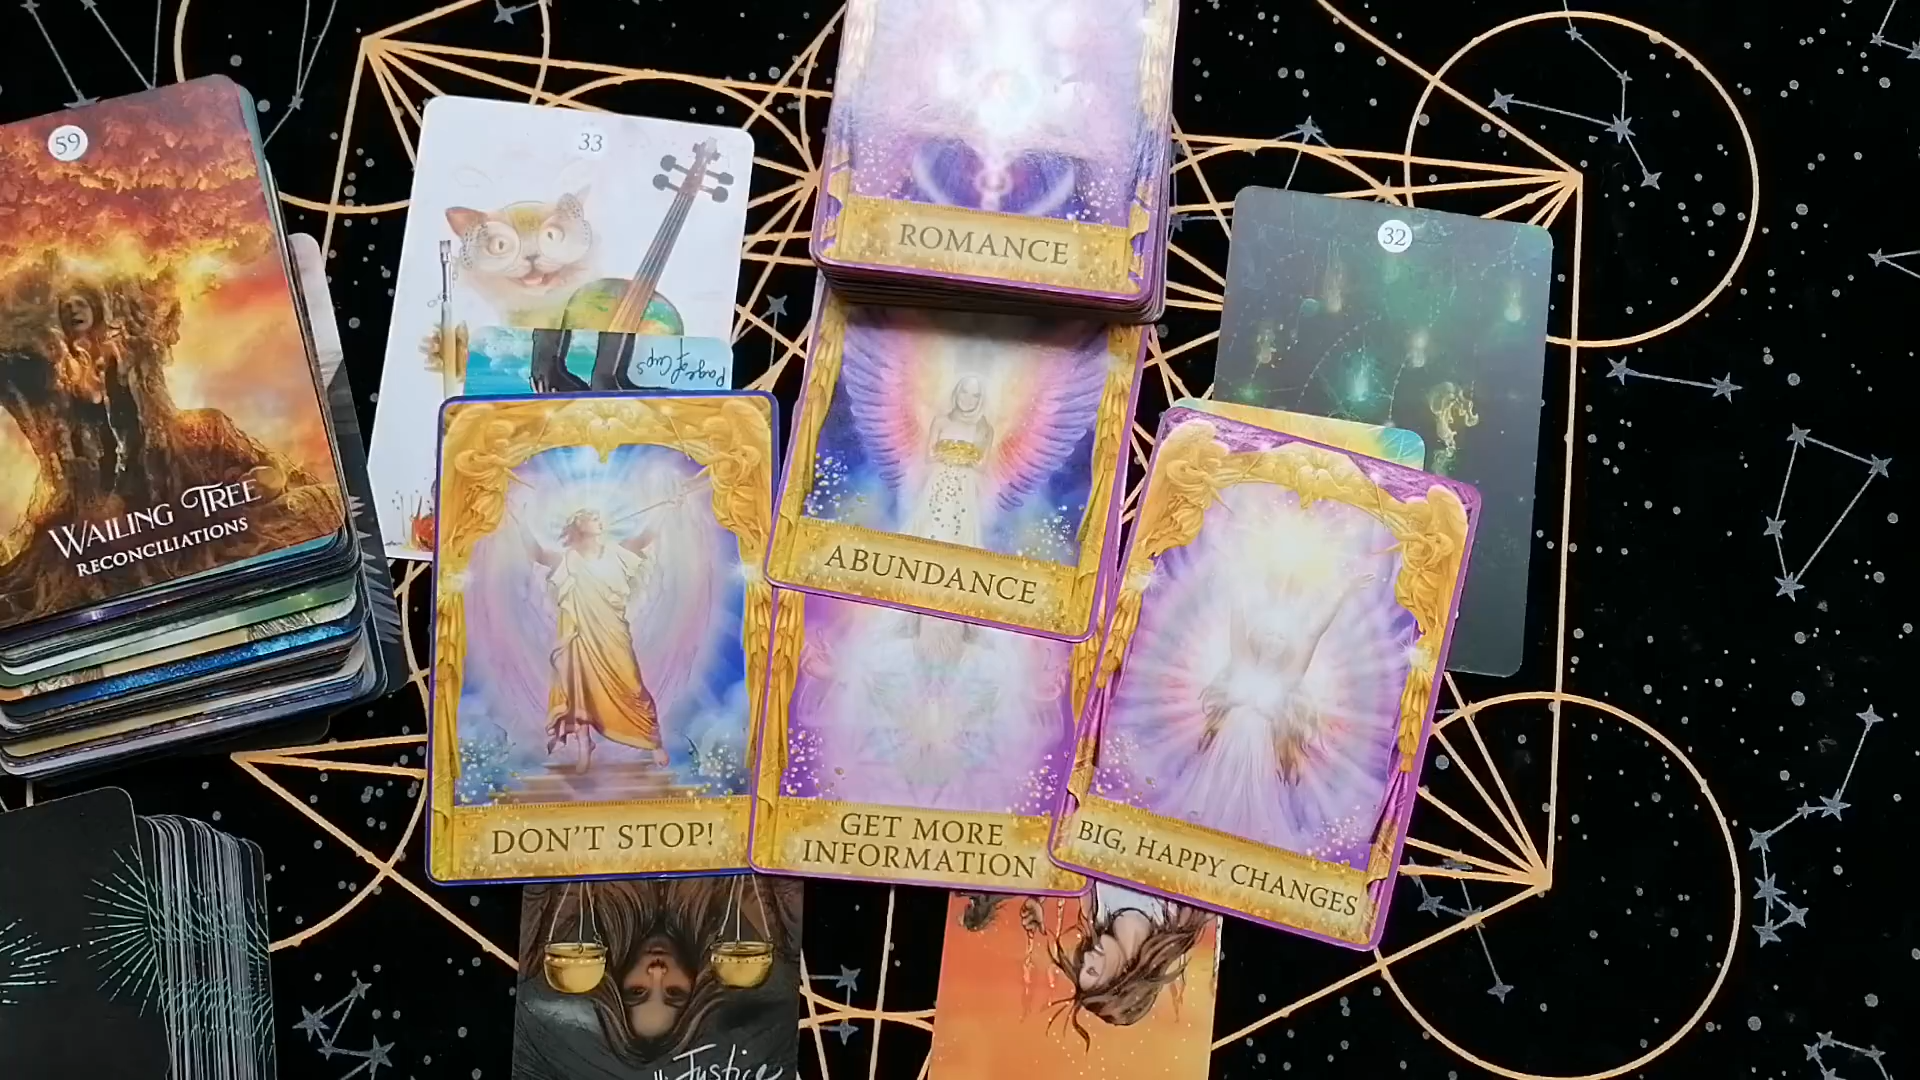 59
WAILING TREE
RECONCILIATIONS
33
Page of Cups
ROMANCE
32
ABUNDANCE
DON'T STOP!
GET MORE
INFORMATION
BIG, HAPPY CHANGES
11 Justice